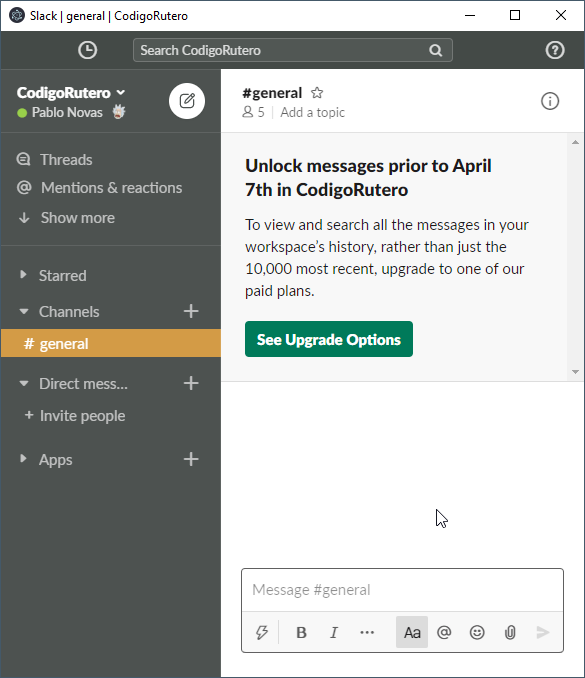 Slack | general | CodigoRutero
Search CodigoRutero
CodigoRutero
Pablo Novas
Threads
Mentions & reactions
Show more
Starred
Channels
# general
Direct mess...
+ Invite people
Apps
#general
5 | Add a topic
Unlock messages prior to April
7th in CodigoRutero
To view and search all the messages in your
workspace's history, rather than just the
10,000 most recent, upgrade to one of our
paid plans.
See Upgrade Options
Message #general
B I ... Aa @